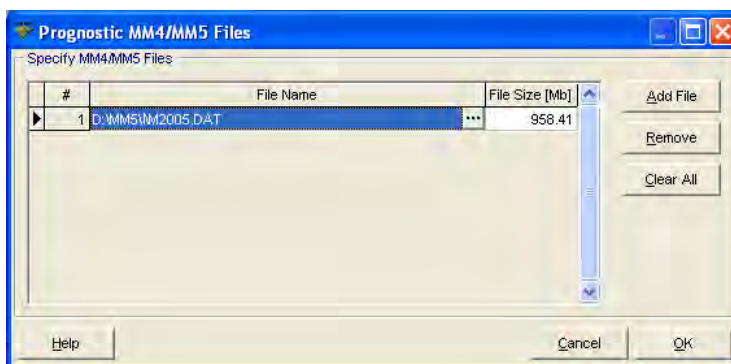 Prognostic MM4/MM5 Files
Specify MM4/MM5 Files
# File Name File Size [Mb] Add File
1 D:\MM5\NM2005.DAT ... 958.41
Remove
Clear All
Help Cancel OK